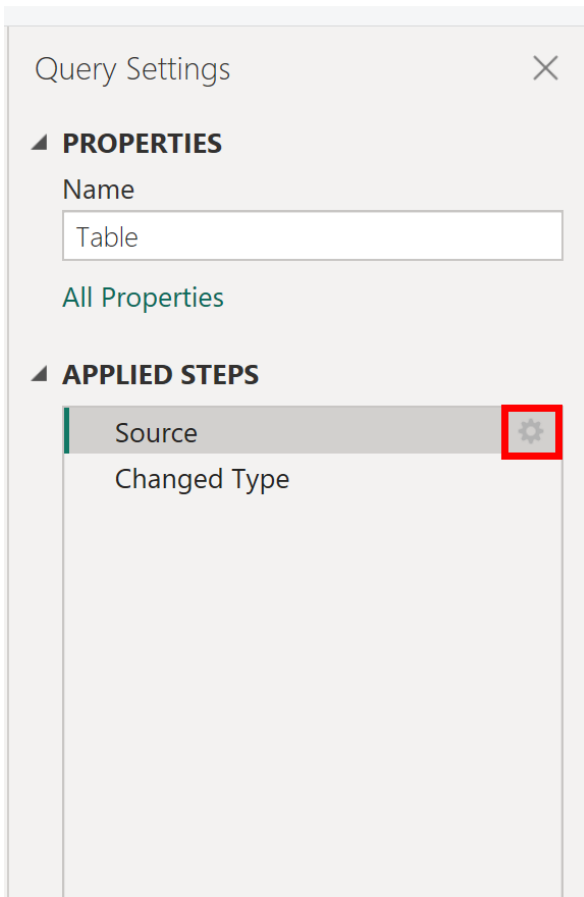 Query Settings
PROPERTIES
Name
Table
All Properties
APPLIED STEPS
Source
Changed Type